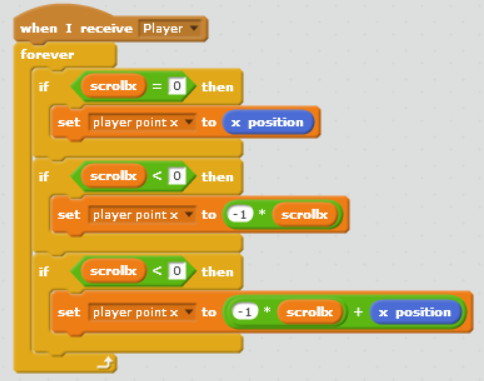 when I receive Player
forever
if scrollx = 0 then
set player point x to x position
if scrollx < 0 then
set player point x to -1 * scrollx
if scrollx < 0 then
set player point x to -1 * scrollx + x position